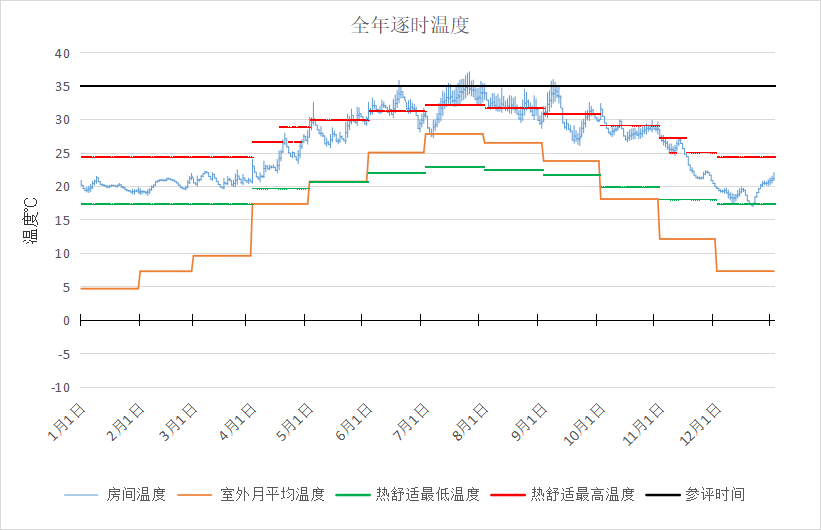 全年逐时温度
40
35
30
25
20
15
10
5
0
-5
-10
温度℃
1月1日
2月1日
3月1日
4月1日
5月1日
6月1日
7月1日
8月1日
9月1日
10月1日
11月1日
12月1日
房间温度
室外月平均温度
热舒适最低温度
热舒适最高温度
参评时间